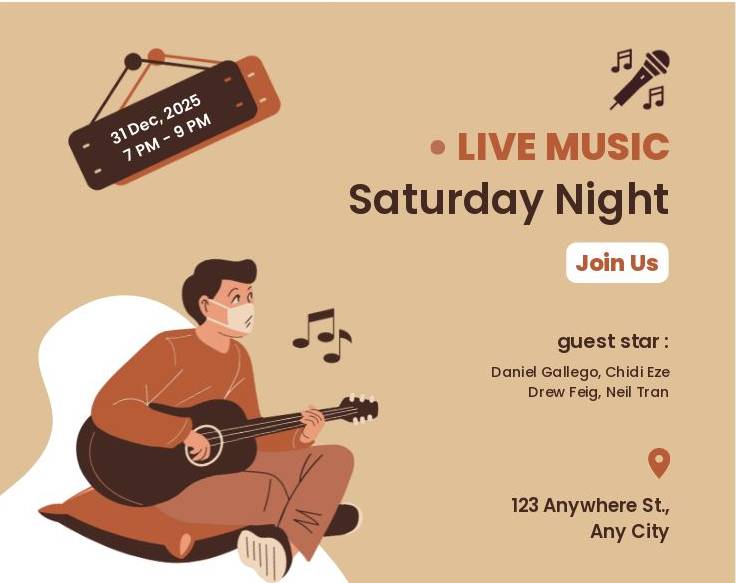 31 Dec, 2025
7 PM - 9 PM
• LIVE MUSIC
Saturday Night
Join Us
guest star :
Daniel Gallego, Chidi Eze
Drew Feig, Neil Tran
123 Anywhere St.,
Any City